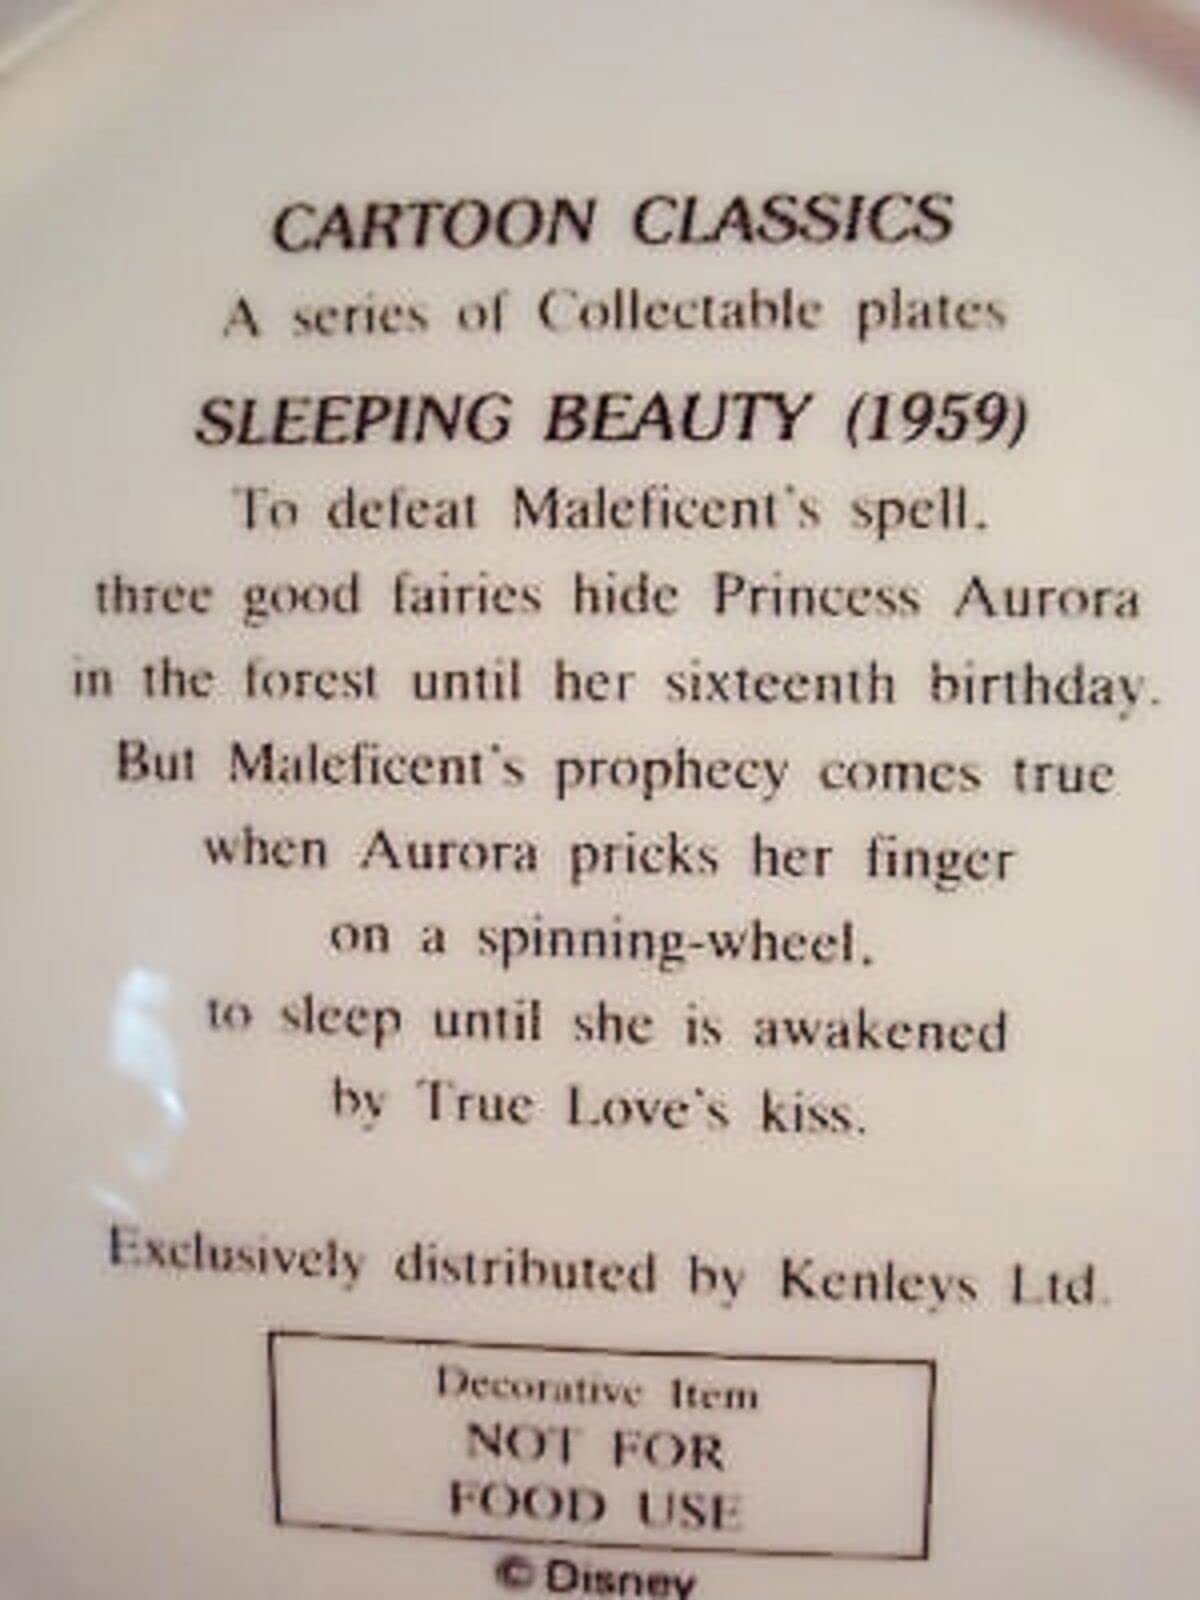 CARTOON CLASSICS
A series of Collectable plates
SLEEPING BEAUTY (1959)
To defeat Maleficent's spell,
three good fairies hide Princess Aurora
in the forest until her sixteenth birthday.
But Maleficent's prophecy comes true
when Aurora pricks her finger
on a spinning-wheel,
to sleep until she is awakened
by True Love's kiss.
Exclusively distributed by Kenleys Ltd.
Decorative Item
NOT FOR
FOOD USE
© Disney